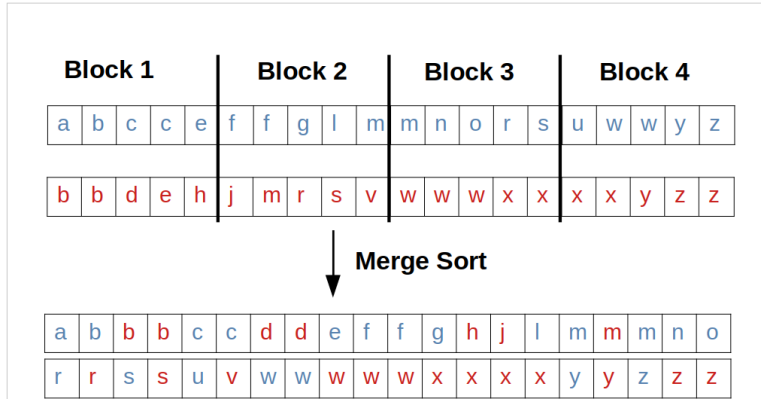 Block 1 Block 2 Block 3 Block 4
a b c c e f f g l m m n o r s u w w y z
b b d e h j m r s v w w w x x x x y z z
Merge Sort
a b b b c c d d e f f g h j l m m m n o
r r s s u v w w w w w x x x x y y z z z